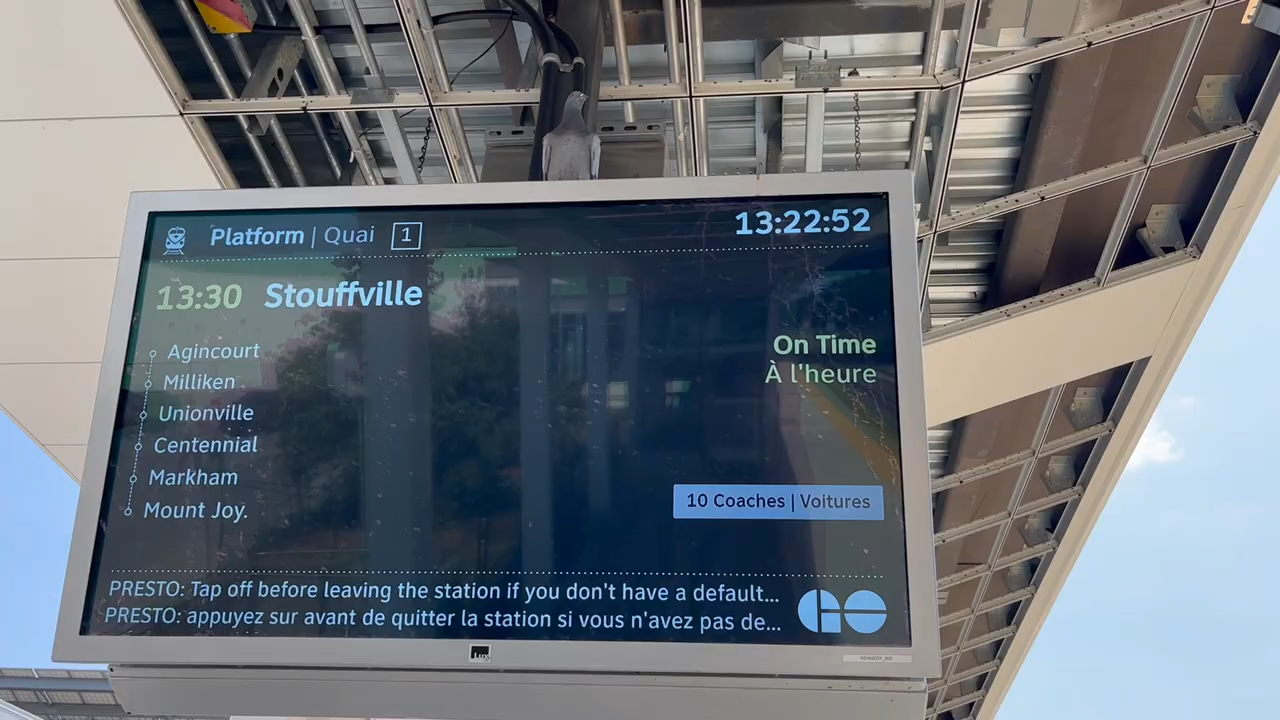 Platform | Quai 1
13:22:52
13:30 Stouffville
Agincourt
Milliken
Unionville
Centennial
Markham
Mount Joy.
On Time
À l'heure
10 Coaches | Voitures
PRESTO: Tap off before leaving the station if you don't have a default...
PRESTO: appuyez sur avant de quitter la station si vous n'avez pas de...
GO